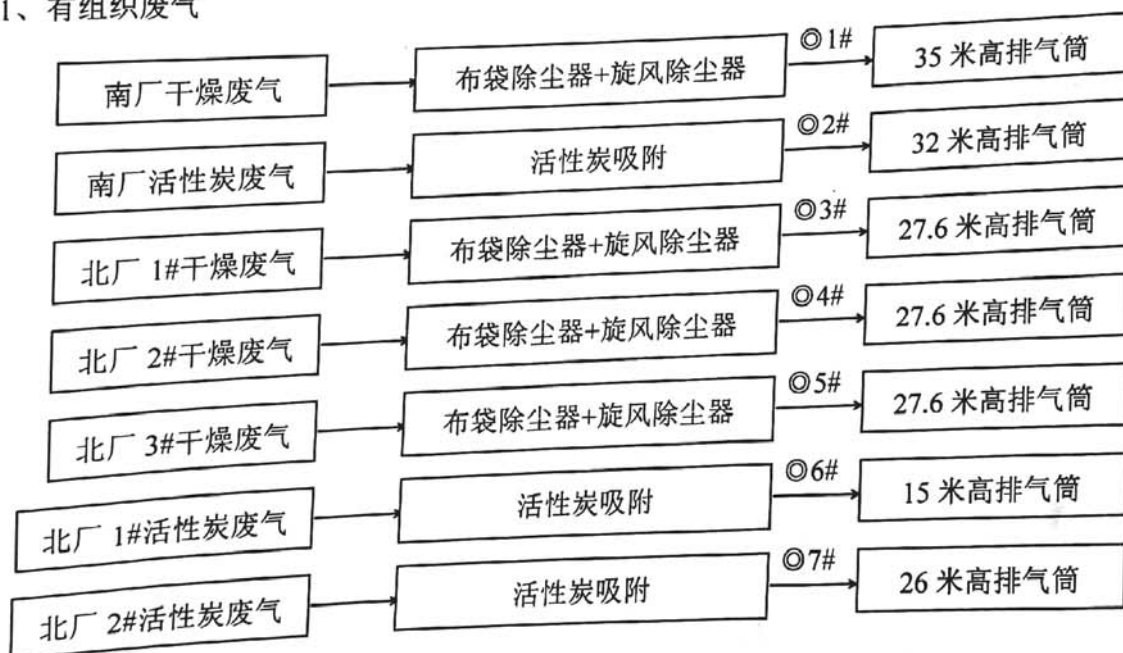 1、有组织废气
南厂干燥废气 布袋除尘器+旋风除尘器 ◎1# 35 米高排气筒
南厂活性炭废气 活性炭吸附 ◎2# 32 米高排气筒
北厂 1#干燥废气 布袋除尘器+旋风除尘器 ◎3# 27.6 米高排气筒
北厂 2#干燥废气 布袋除尘器+旋风除尘器 ◎4# 27.6 米高排气筒
北厂 3#干燥废气 布袋除尘器+旋风除尘器 ◎5# 27.6 米高排气筒
北厂 1#活性炭废气 活性炭吸附 ◎6# 15 米高排气筒
北厂 2#活性炭废气 活性炭吸附 ◎7# 26 米高排气筒